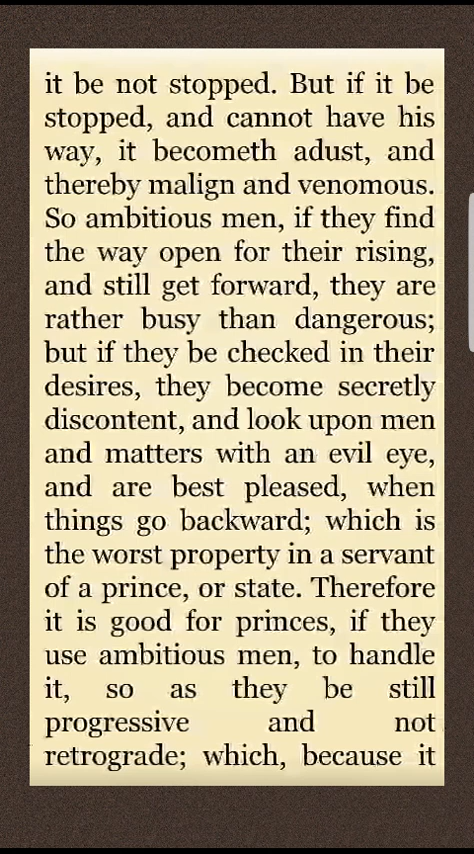 it be not stopped. But if it be
stopped, and cannot have his
way, it becometh adust, and
thereby malign and venomous.
So ambitious men, if they find
the way open for their rising,
and still get forward, they are
rather busy than dangerous;
but if they be checked in their
desires, they become secretly
discontent, and look upon men
and matters with an evil eye,
and are best pleased, when
things go backward; which is
the worst property in a servant
of a prince, or state. Therefore
it is good for princes, if they
use ambitious men, to handle
it, so as they be still
progressive and not
retrograde; which, because it